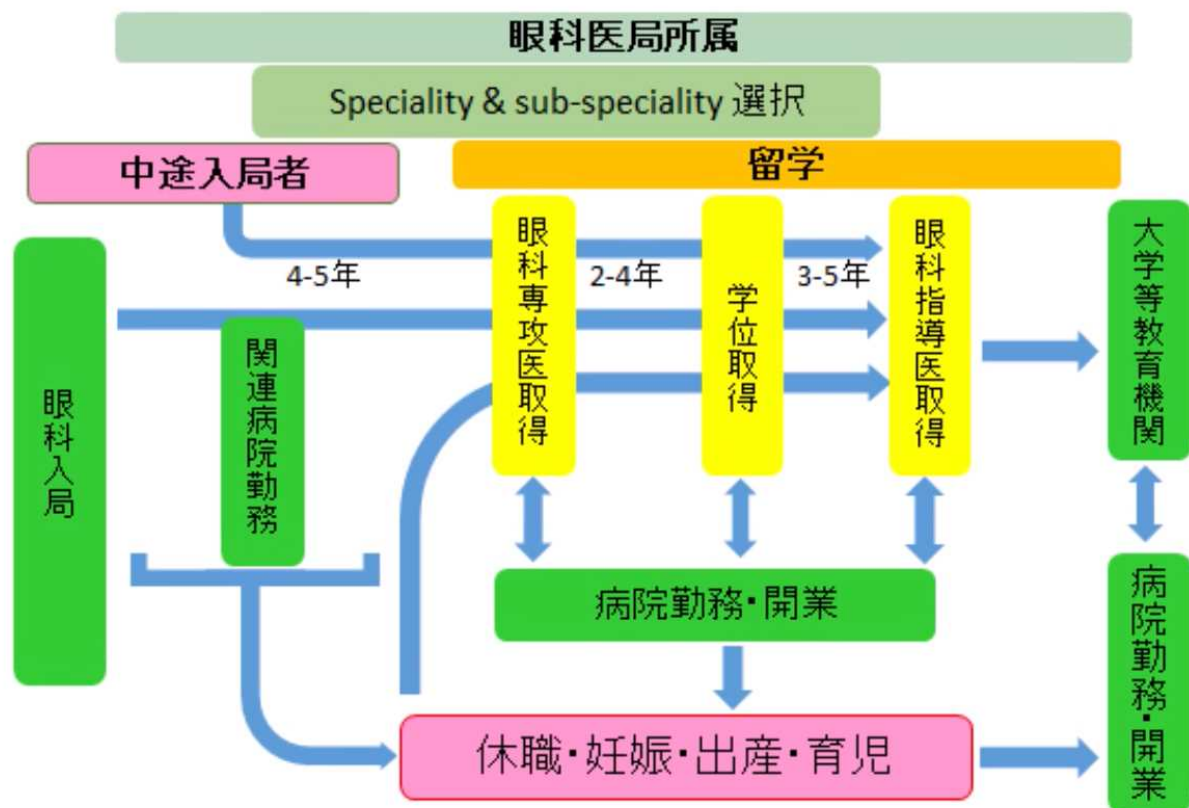 眼科医局所属
Speciality & sub-speciality 選択
中途入局者
留学
眼科入局
4-5年
関連病院勤務
眼科専攻医取得
2-4年
学位取得
3-5年
眼科指導医取得
大学等教育機関
病院勤務・開業
休職・妊娠・出産・育児
病院勤務・開業